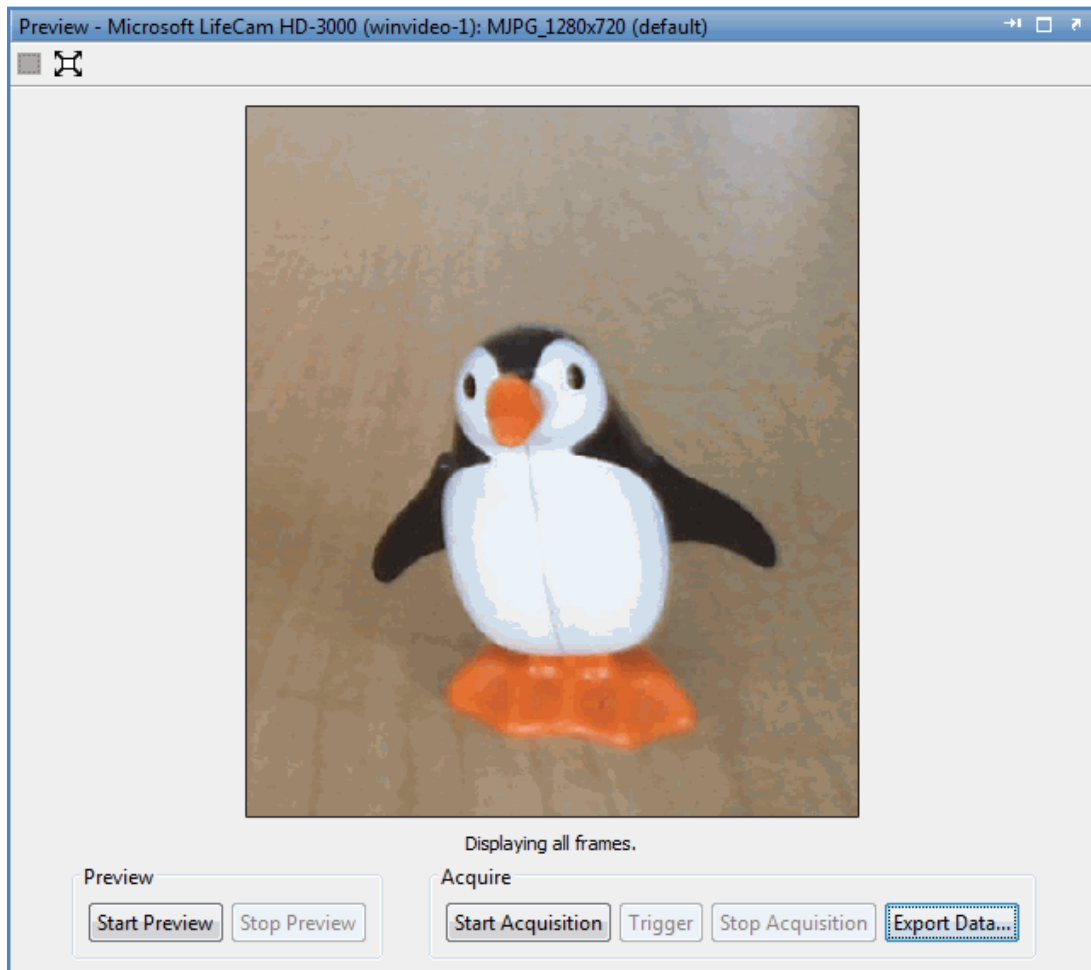 Preview - Microsoft LifeCam HD-3000 (winvideo-1): MJPG_1280x720 (default)
Displaying all frames.
Preview
Start Preview Stop Preview
Acquire
Start Acquisition Trigger Stop Acquisition Export Data...